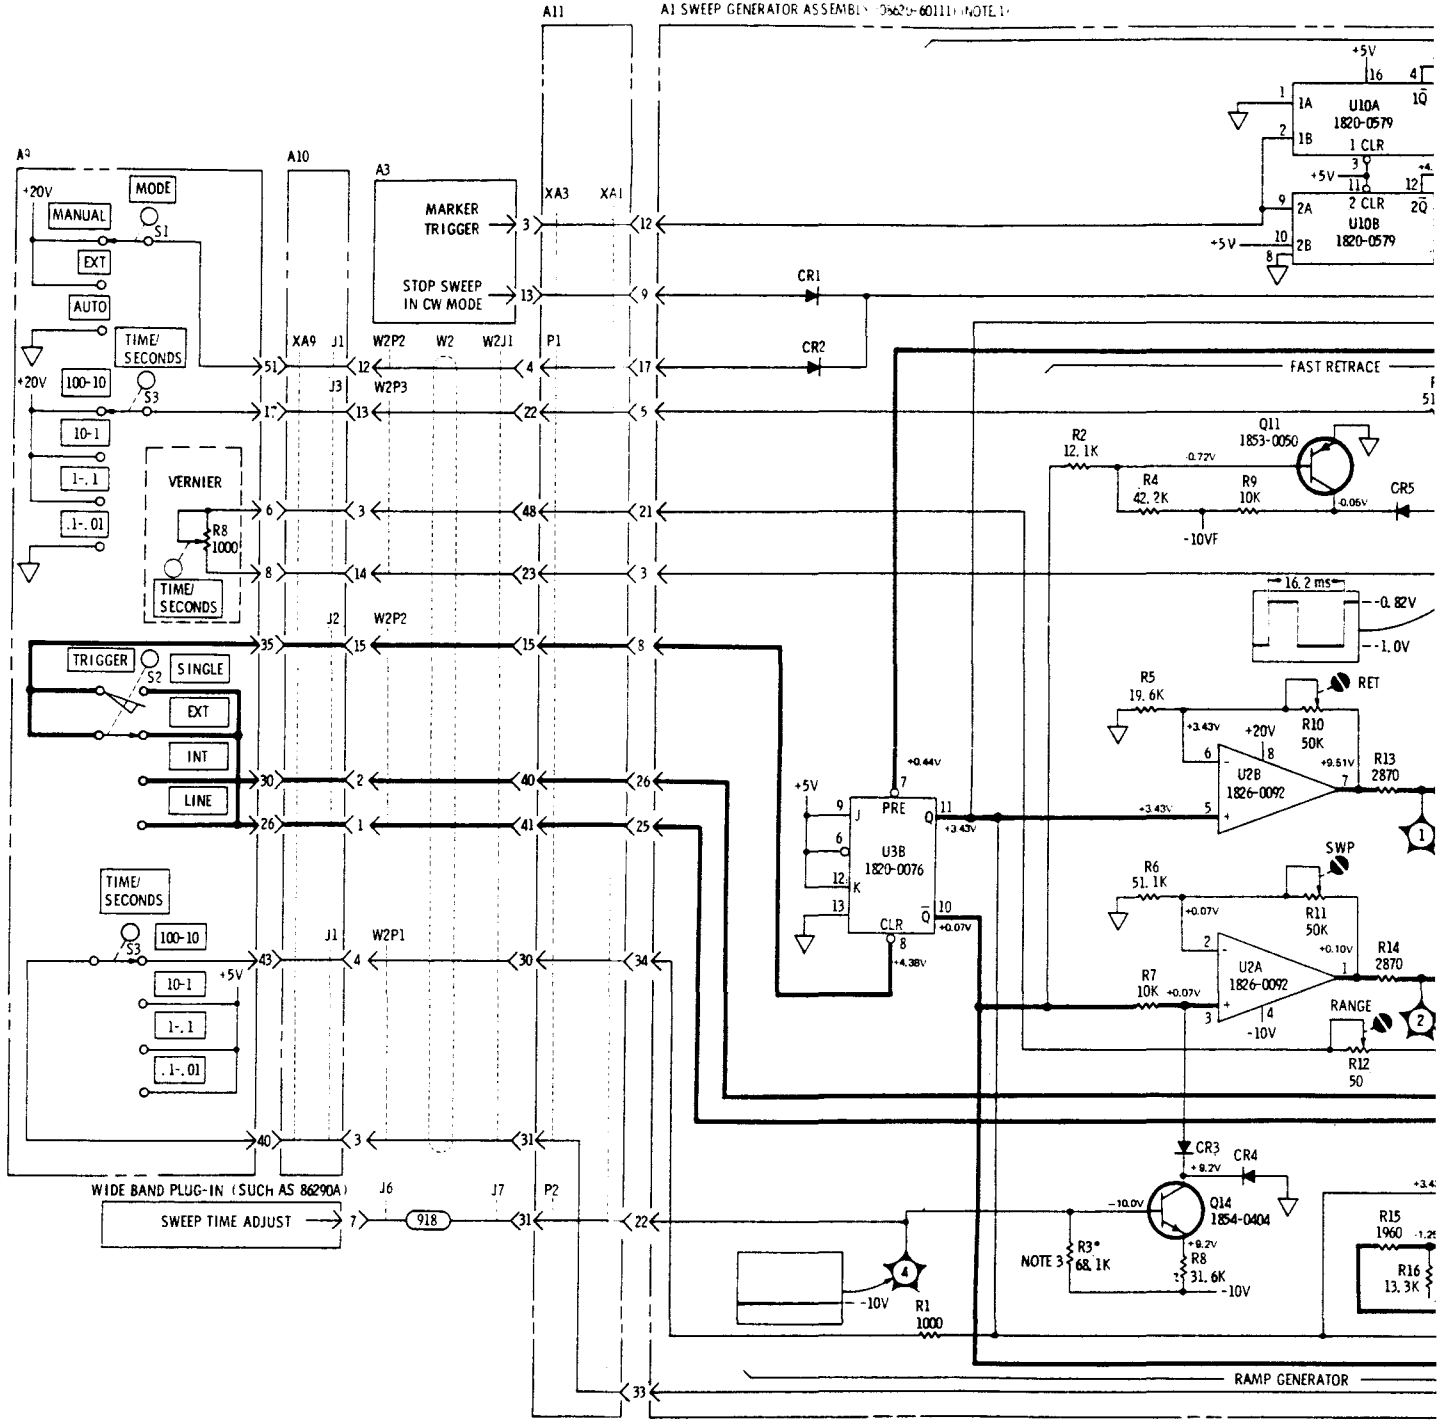 A11
A1 SWEEP GENERATOR ASSEMBLY (NOTE 1)
+5V
16
4
1
1A
1Q̅
U10A
1820-0579
2
1B
1 CLR
3
+5V
11
12
2 CLR
9
2A
2Q̅
U10B
1820-0579
+5V
10
2B
8
A9
A10
A3
+20V
MODE
MANUAL
S1
EXT
AUTO
MARKER
TRIGGER
3
XA3
XA1
12
STOP SWEEP
IN CW MODE
13
9
CR1
TIME/
SECONDS
XA9
J1
W2P2
W2
W2J1
P1
CR2
51
12
4
17
FAST RETRACE
+20V
100-10
S3
J3
W2P3
17
13
22
5
51
10-1
1-.1
.1-.01
VERNIER
R8
1000
6
3
48
21
R2
12.1K
-0.72V
Q11
1853-0050
R4
42.2K
R9
10K
-0.05V
CR5
-10VF
8
14
23
3
TIME/
SECONDS
16.2 ms
-0.82V
-1.0V
J2
W2P2
35
15
15
8
TRIGGER
S2
SINGLE
EXT
INT
LINE
R5
19.6K
RET
+3.43V
R10
50K
+20V
6
-
8
+9.51V
R13
2870
U2B
1826-0092
7
5
+
+3.43V
1
30
2
40
26
26
1
41
25
+0.44V
7
+5V
9
J
PRE
Q
11
+3.43V
6
U3B
1820-0076
12
K
13
Q̅
10
CLR
+0.07V
8
+4.38V
R6
51.1K
SWP
+0.07V
R11
50K
2
-
+0.10V
R14
2870
U2A
1826-0092
1
R7
10K
+0.07V
3
+
4
-10V
RANGE
2
R12
50
TIME/
SECONDS
S3
100-10
+5V
10-1
1-.1
.1-.01
J1
W2P1
43
4
30
34
40
3
31
CR3
+9.2V
CR4
WIDE BAND PLUG-IN (SUCH AS 86290A)
J6
J7
P2
SWEEP TIME ADJUST
7
918
31
22
-10.0V
Q14
1854-0404
NOTE 3
R3*
68.1K
+9.2V
R8
31.6K
-10V
4
-10V
R1
1000
R15
1960
R16
13.3K
33
RAMP GENERATOR